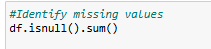 #Identify missing values
df.isnull().sum()